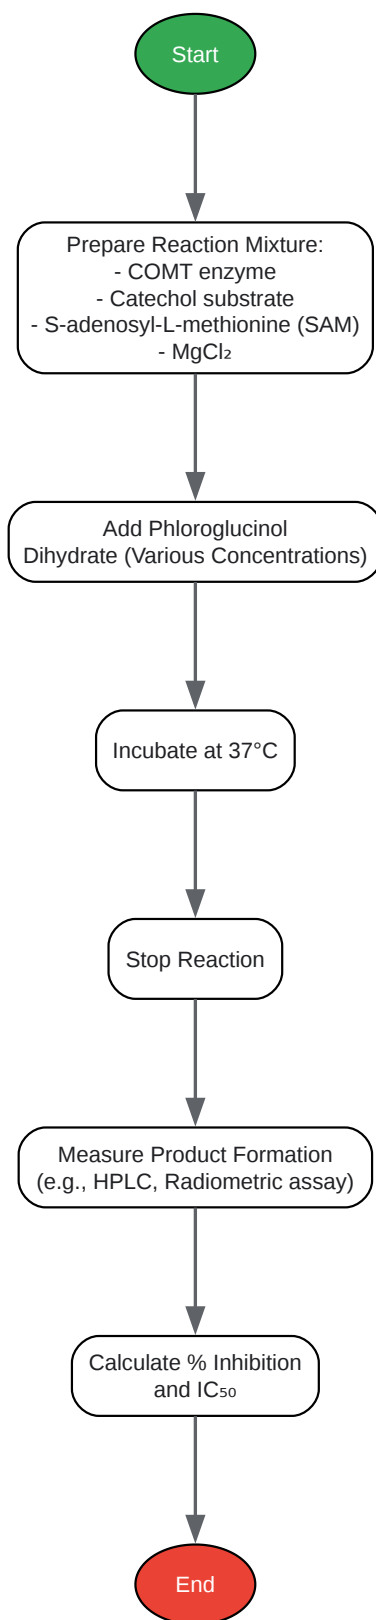 Start
Prepare Reaction Mixture:
- COMT enzyme
- Catechol substrate
- S-adenosyl-L-methionine (SAM)
- MgCl₂
Add Phloroglucinol
Dihydrate (Various Concentrations)
Incubate at 37°C
Stop Reaction
Measure Product Formation
(e.g., HPLC, Radiometric assay)
Calculate % Inhibition
and IC₅₀
End